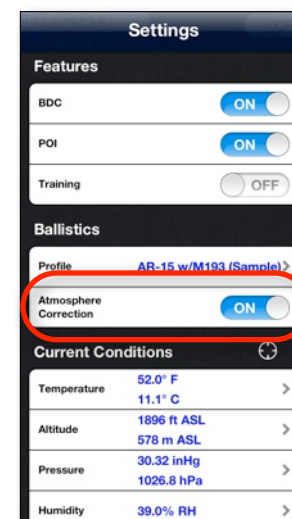 Settings
Features
BDC ON
POI ON
Training OFF
Ballistics
Profile AR-15 w/M193 (Sample)
Atmosphere
Correction ON
Current Conditions
Temperature 52.0° F
11.1° C
Altitude 1896 ft ASL
578 m ASL
Pressure 30.32 inHg
1026.8 hPa
Humidity 39.0% RH